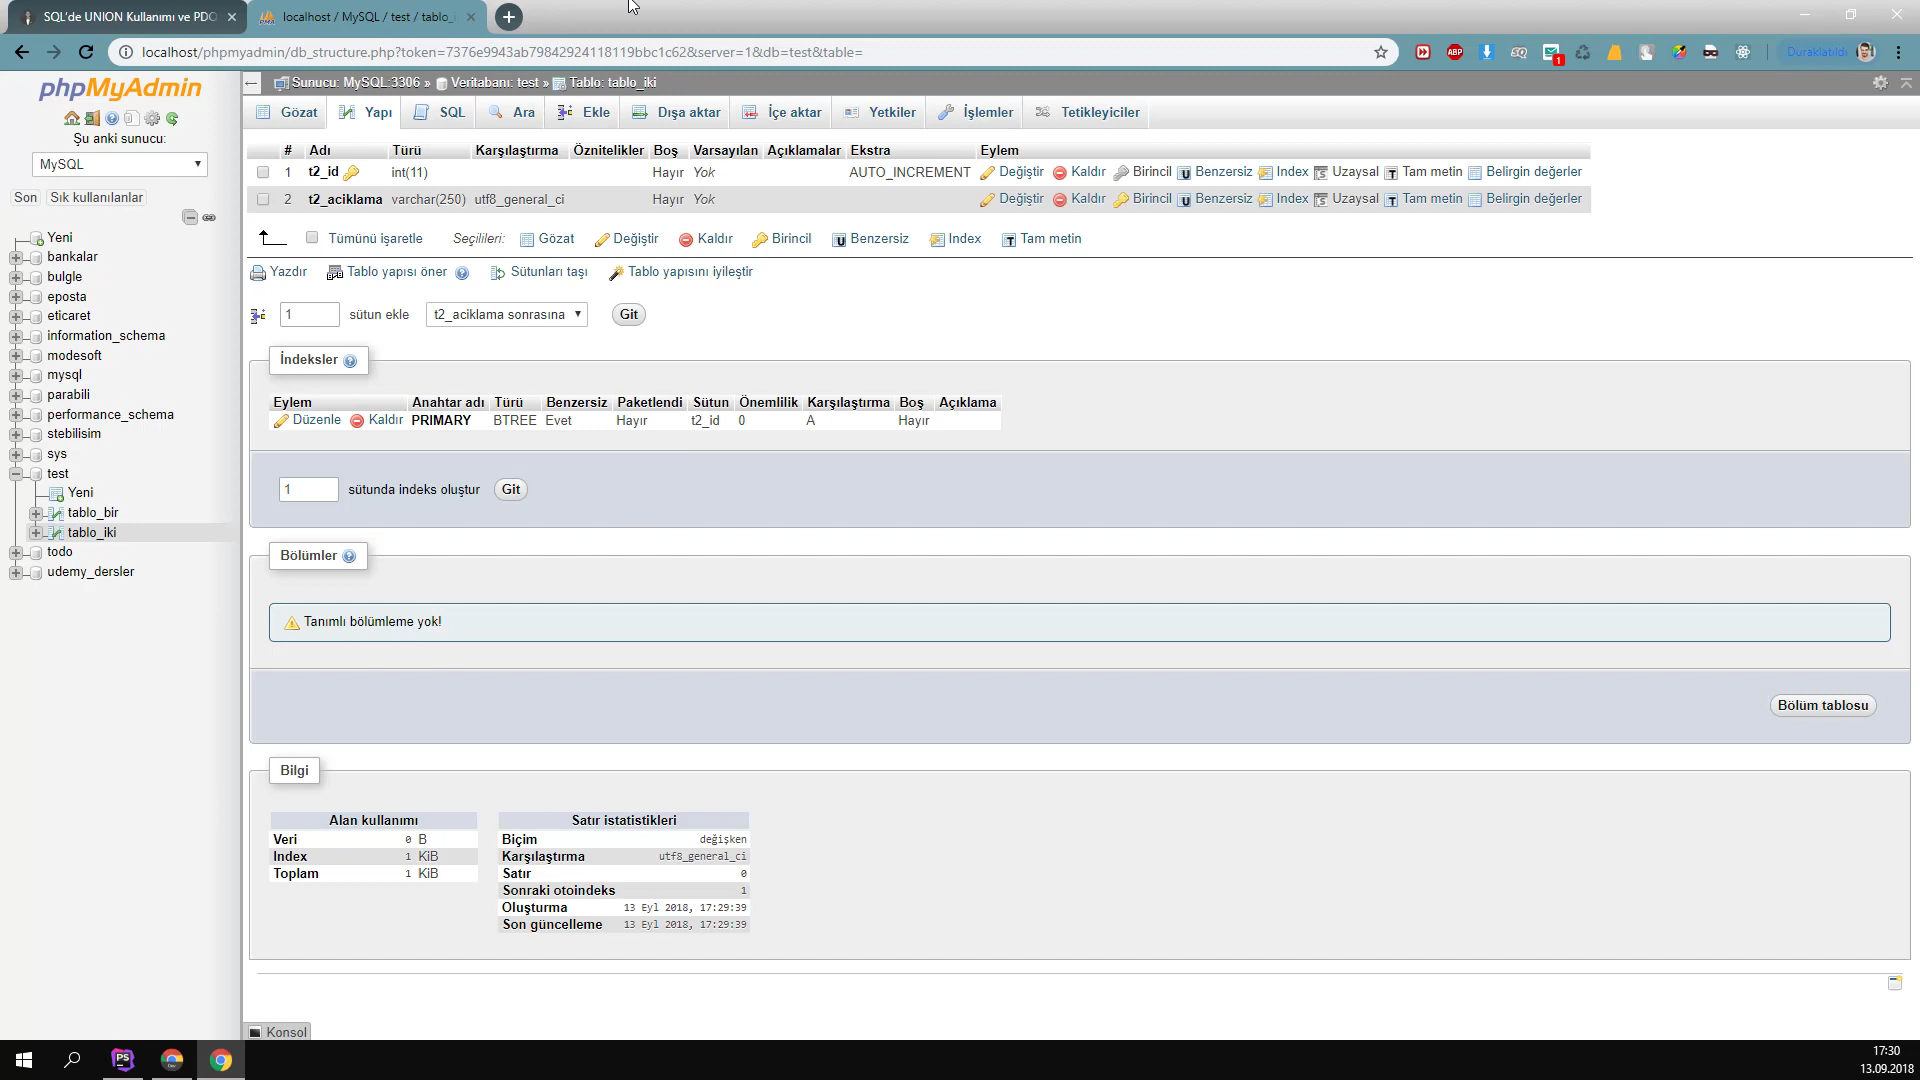 SQL'de UNION Kullanımı ve PDO
localhost / MySQL / test / tablo_
localhost/phpmyadmin/db_structure.php?token=7376e9943ab79842924118119bbc1c62&server=1&db=test&table=
ABP
SQ
1
Duraklatıldı
phpMyAdmin
Şu anki sunucu:
MySQL
Son Sık kullanılanlar
Yeni
bankalar
bulgle
eposta
eticaret
information_schema
modesoft
mysql
parabili
performance_schema
stebilisim
sys
test
Yeni
tablo_bir
tablo_iki
todo
udemy_dersler
Sunucu: MySQL:3306 » Veritabanı: test » Tablo: tablo_iki
Gözat Yapı SQL Ara Ekle Dışa aktar İçe aktar Yetkiler İşlemler Tetikleyiciler
# Adı Türü Karşılaştırma Öznitelikler Boş Varsayılan Açıklamalar Ekstra Eylem
1 t2_id int(11) Hayır Yok AUTO_INCREMENT Değiştir Kaldır Birincil Benzersiz Index Uzaysal Tam metin Belirgin değerler
2 t2_aciklama varchar(250) utf8_general_ci Hayır Yok Değiştir Kaldır Birincil Benzersiz Index Uzaysal Tam metin Belirgin değerler
Tümünü işaretle Seçilileri: Gözat Değiştir Kaldır Birincil Benzersiz Index Tam metin
Yazdır Tablo yapısı öner Sütunları taşı Tablo yapısını iyileştir
1 sütun ekle t2_aciklama sonrasına Git
İndeksler
Eylem Anahtar adı Türü Benzersiz Paketlendi Sütun Önemlilik Karşılaştırma Boş Açıklama
Düzenle Kaldır PRIMARY BTREE Evet Hayır t2_id 0 A Hayır
1 sütunda indeks oluştur Git
Bölümler
Tanımlı bölümleme yok!
Bölüm tablosu
Bilgi
Alan kullanımı
Veri 0 B
Index 1 KiB
Toplam 1 KiB
Satır istatistikleri
Biçim değişken
Karşılaştırma utf8_general_ci
Satır 0
Sonraki otoindeks 1
Oluşturma 13 Eyl 2018, 17:29:39
Son güncelleme 13 Eyl 2018, 17:29:39
Konsol
PS
17:30
13.09.2018